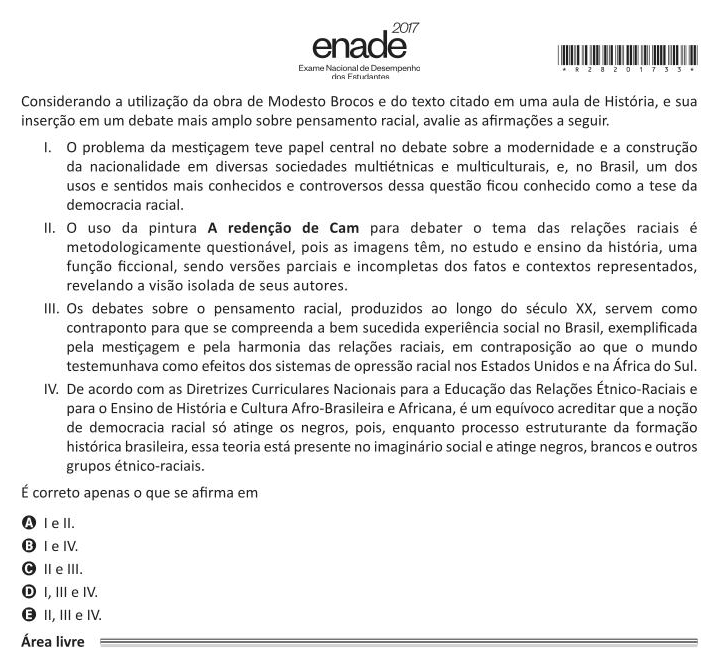 2017
enade
Exame Nacional de Desempenho
dos Estudantes
*R2820173 3*
Considerando a utilização da obra de Modesto Brocos e do texto citado em uma aula de História, e sua
inserção em um debate mais amplo sobre pensamento racial, avalie as afirmações a seguir.
I. O problema da mestiçagem teve papel central no debate sobre a modernidade e a construção
da nacionalidade em diversas sociedades multiétnicas e multiculturais, e, no Brasil, um dos
usos e sentidos mais conhecidos e controversos dessa questão ficou conhecido como a tese da
democracia racial.
II. O uso da pintura A redenção de Cam para debater o tema das relações raciais é
metodologicamente questionável, pois as imagens têm, no estudo e ensino da história, uma
função ficcional, sendo versões parciais e incompletas dos fatos e contextos representados,
revelando a visão isolada de seus autores.
III. Os debates sobre o pensamento racial, produzidos ao longo do século XX, servem como
contraponto para que se compreenda a bem sucedida experiência social no Brasil, exemplificada
pela mestiçagem e pela harmonia das relações raciais, em contraposição ao que o mundo
testemunhava como efeitos dos sistemas de opressão racial nos Estados Unidos e na África do Sul.
IV. De acordo com as Diretrizes Curriculares Nacionais para a Educação das Relações Étnico-Raciais e
para o Ensino de História e Cultura Afro-Brasileira e Africana, é um equívoco acreditar que a noção
de democracia racial só atinge os negros, pois, enquanto processo estruturante da formação
histórica brasileira, essa teoria está presente no imaginário social e atinge negros, brancos e outros
grupos étnico-raciais.
É correto apenas o que se afirma em
A I e II.
B I e IV.
C II e III.
D I, III e IV.
E II, III e IV.
Área livre